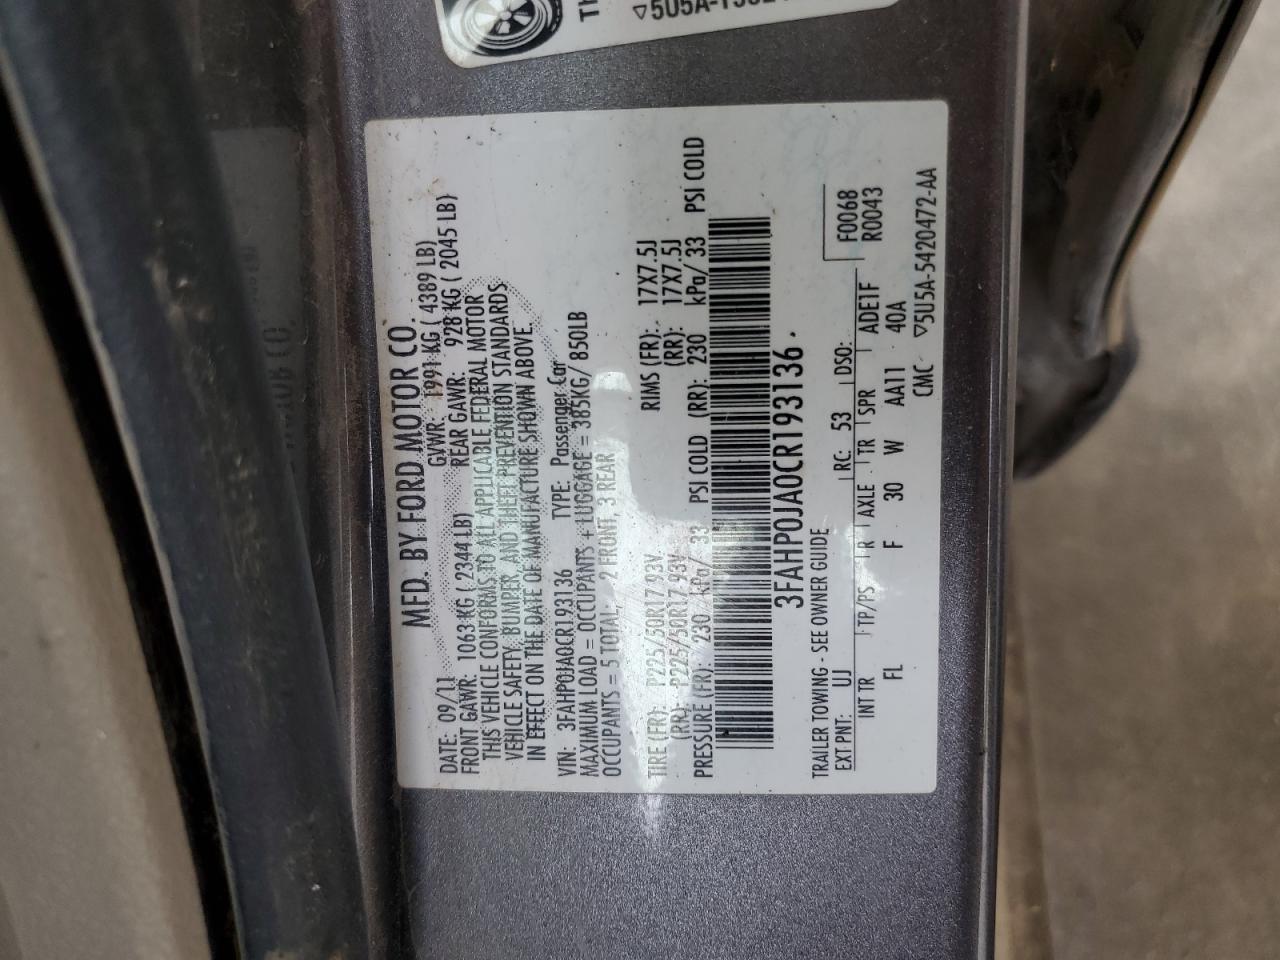 TH
▽5U5A-
MFD. BY FORD MOTOR CO.
DATE: 09/11 GVWR: 1991 KG ( 4389 LB)
FRONT GAWR: 1063 KG ( 2344 LB) REAR GAWR: 928 KG ( 2045 LB)
THIS VEHICLE CONFORMS TO ALL APPLICABLE FEDERAL MOTOR
VEHICLE SAFETY, BUMPER, AND THEFT PREVENTION STANDARDS
IN EFFECT ON THE DATE OF MANUFACTURE SHOWN ABOVE.
VIN: 3FAHP0JA0CR193136 TYPE: Passenger Car
MAXIMUM LOAD = OCCUPANTS + LUGGAGE = 385KG/ 850LB
OCCUPANTS = 5 TOTAL, 2 FRONT, 3 REAR
TIRE (FR): P225/50R17 93V RIMS (FR): 17X7.5J
(RR): P225/50R17 93V (RR): 17X7.5J
PRESSURE (FR): 230 kPa/ 33 PSI COLD (RR): 230 kPa/ 33 PSI COLD
3FAHP0JA0CR193136 .
TRAILER TOWING - SEE OWNER GUIDE F0068
EXT PNT: UJ RC: 53 DSO: R0043
INT TR TP/PS R AXLE TR SPR ADE1F
FL F 30 W AA11 40A
CMC ▽5U5A-5420472-AA